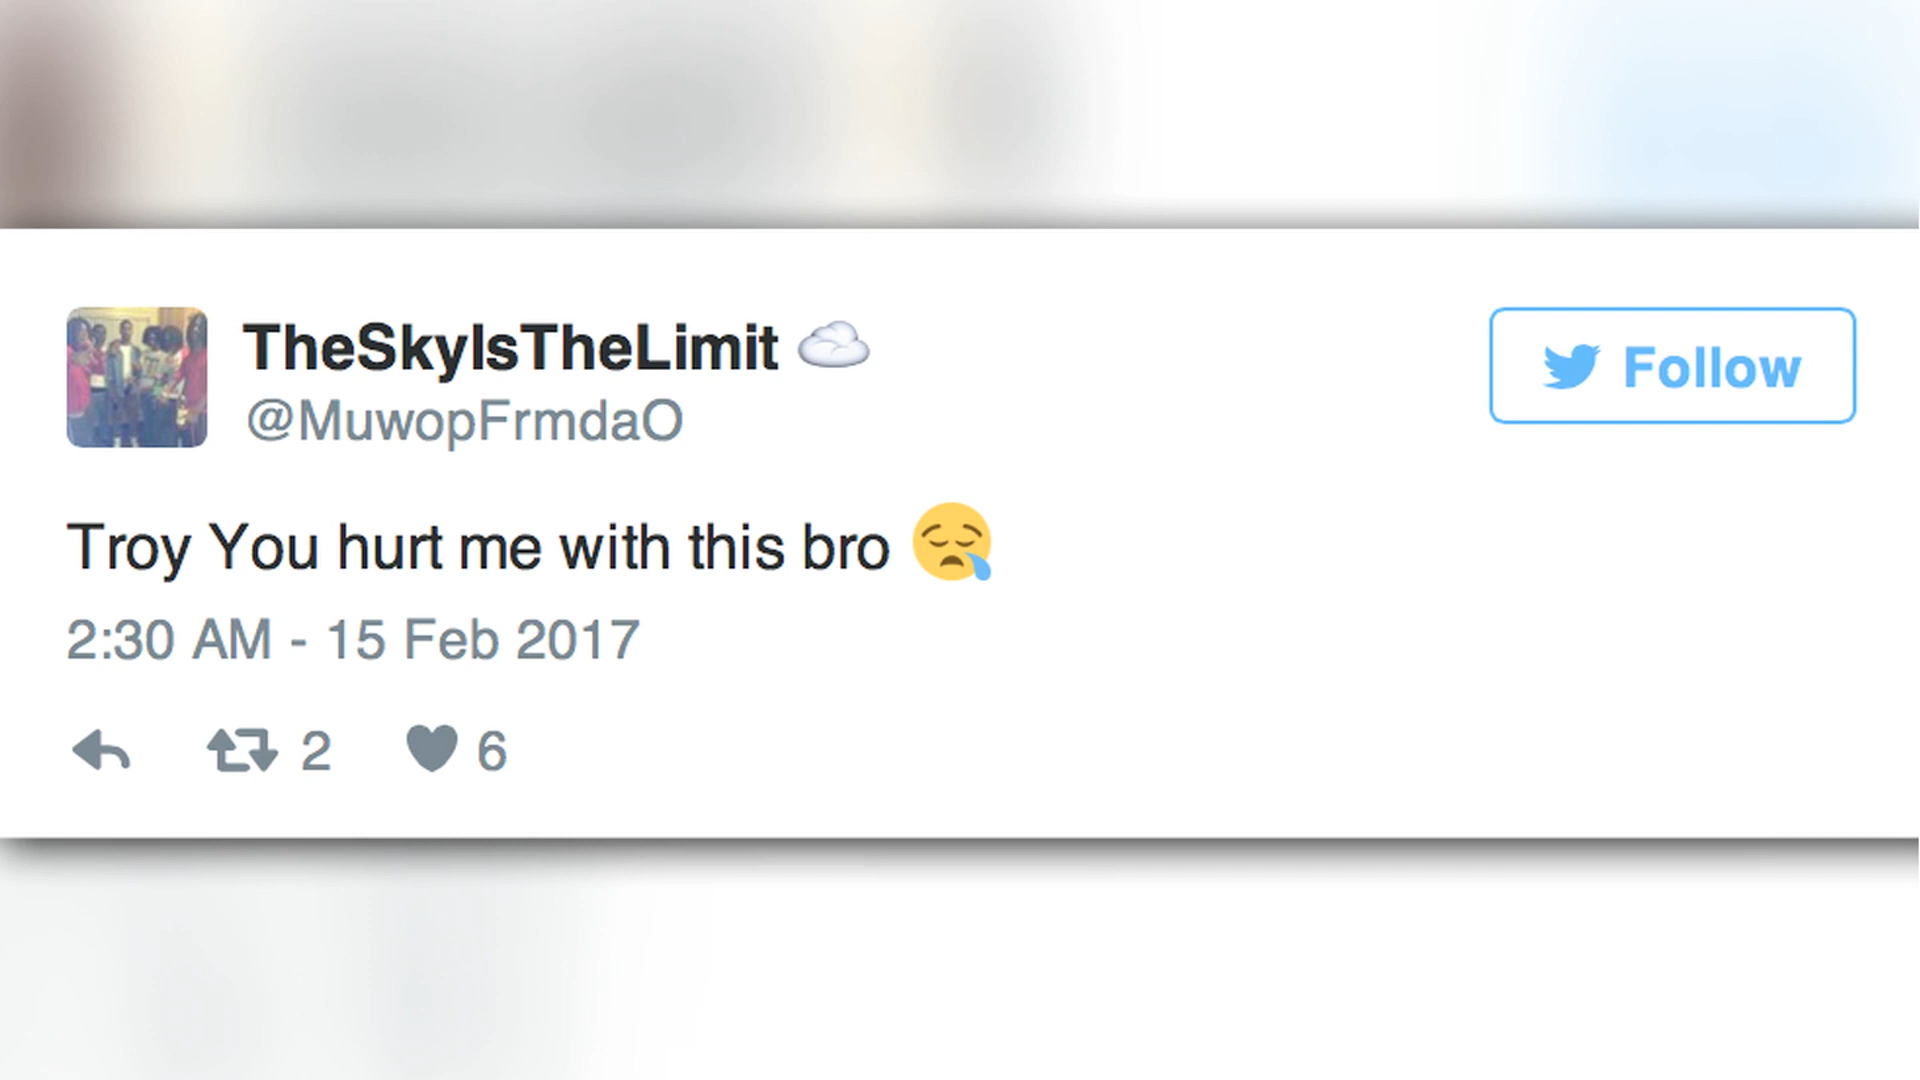 TheSkyIsTheLimit ☁️
@MuwopFrmdaO
Follow
Troy You hurt me with this bro 😪
2:30 AM - 15 Feb 2017
2 6